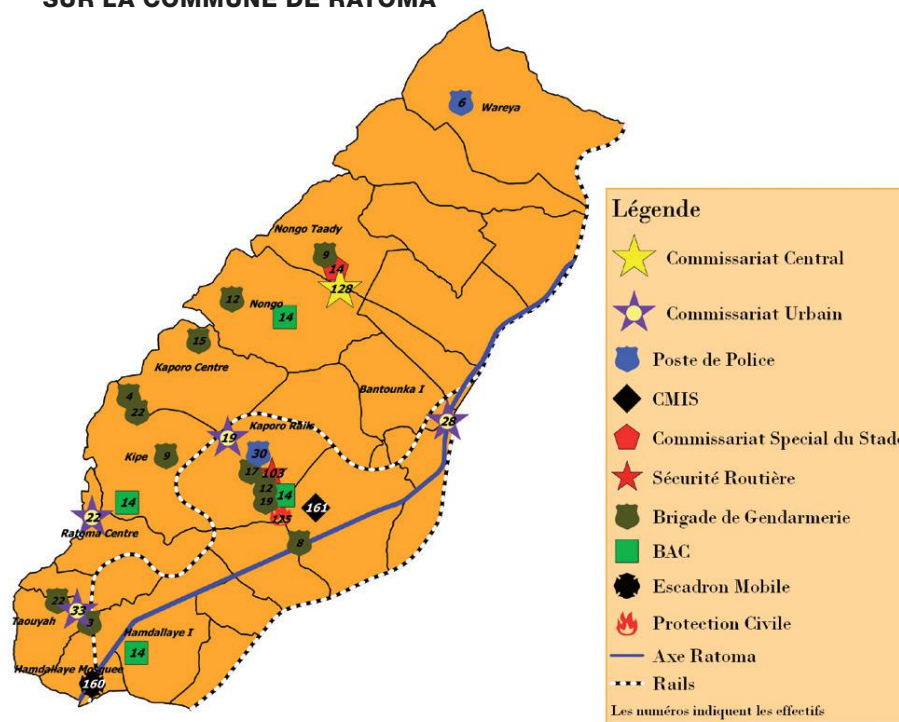 SUR LA COMMUNE DE RATOMA
6
Wareya
Nongo Taady
9
14
128
12
Nongo
14
15
Kaporo Centre
Bantounka I
4
22
19
Kaporo Rails
28
Kipe
9
30
17
103
12
14
19
161
14
22
Ratoma Centre
8
22
33
Taouyah
3
Hamdallaye I
14
Hamdallaye Mosquee
160
Légende
Commissariat Central
Commissariat Urbain
Poste de Police
CMIS
Commissariat Special du Stade
Sécurité Routière
Brigade de Gendarmerie
BAC
Escadron Mobile
Protection Civile
Axe Ratoma
Rails
Les numéros indiquent les effectifs